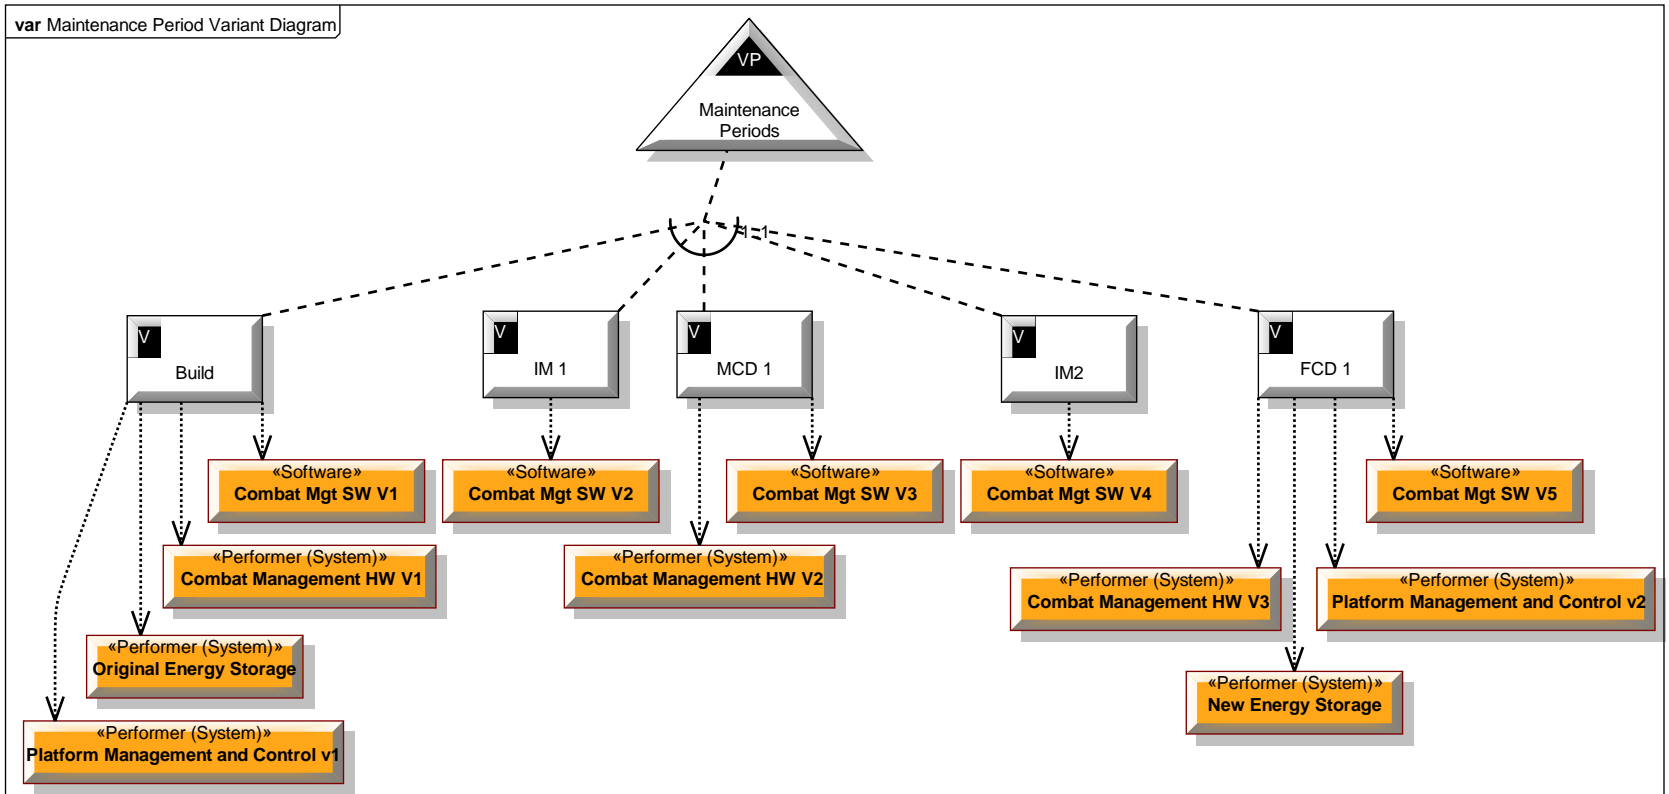 var Maintenance Period Variant Diagram
VP
Maintenance
Periods
1..1
V
Build
V
IM 1
V
MCD 1
V
IM2
V
FCD 1
«Software»
Combat Mgt SW V1
«Software»
Combat Mgt SW V2
«Software»
Combat Mgt SW V3
«Software»
Combat Mgt SW V4
«Software»
Combat Mgt SW V5
«Performer (System)»
Combat Management HW V1
«Performer (System)»
Combat Management HW V2
«Performer (System)»
Combat Management HW V3
«Performer (System)»
Platform Management and Control v2
«Performer (System)»
Original Energy Storage
«Performer (System)»
New Energy Storage
«Performer (System)»
Platform Management and Control v1